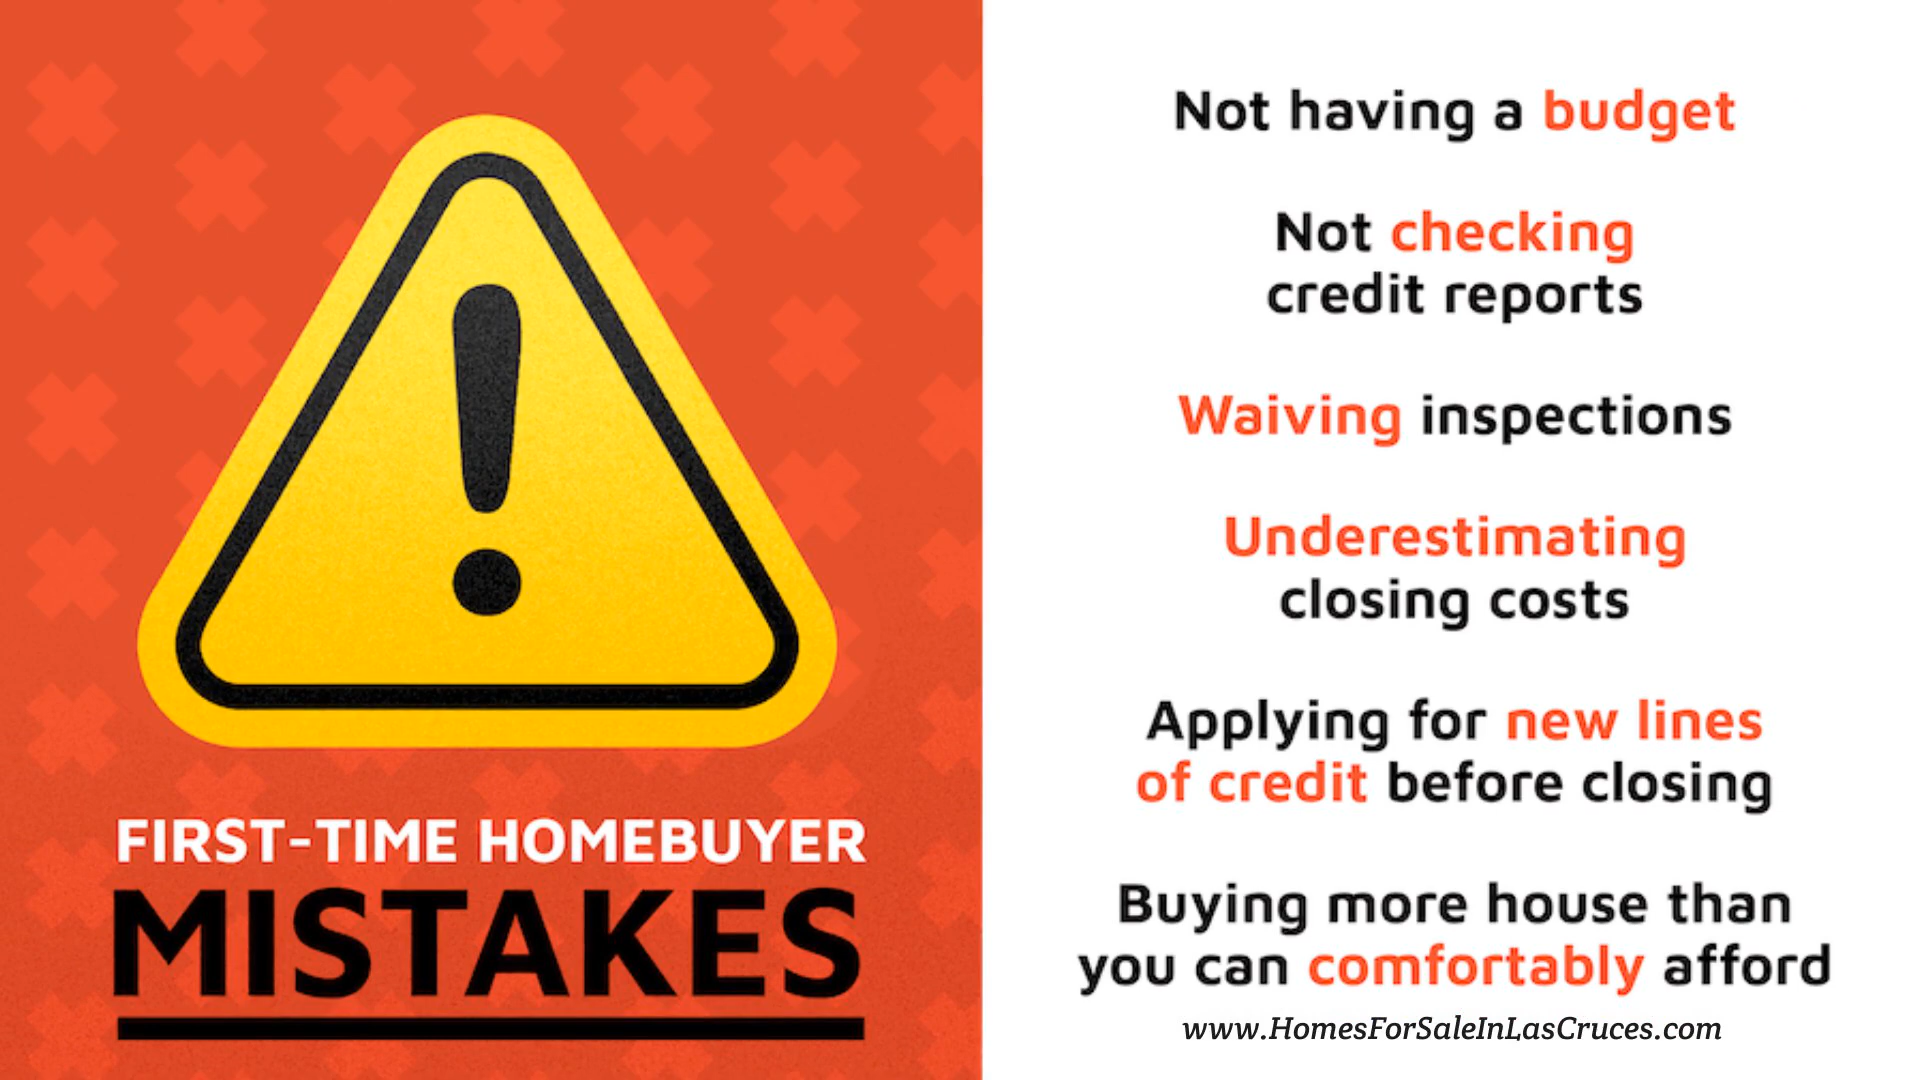 FIRST-TIME HOMEBUYER
MISTAKES
Not having a budget
Not checking
credit reports
Waiving inspections
Underestimating
closing costs
Applying for new lines
of credit before closing
Buying more house than
you can comfortably afford
www.HomesForSaleInLasCruces.com